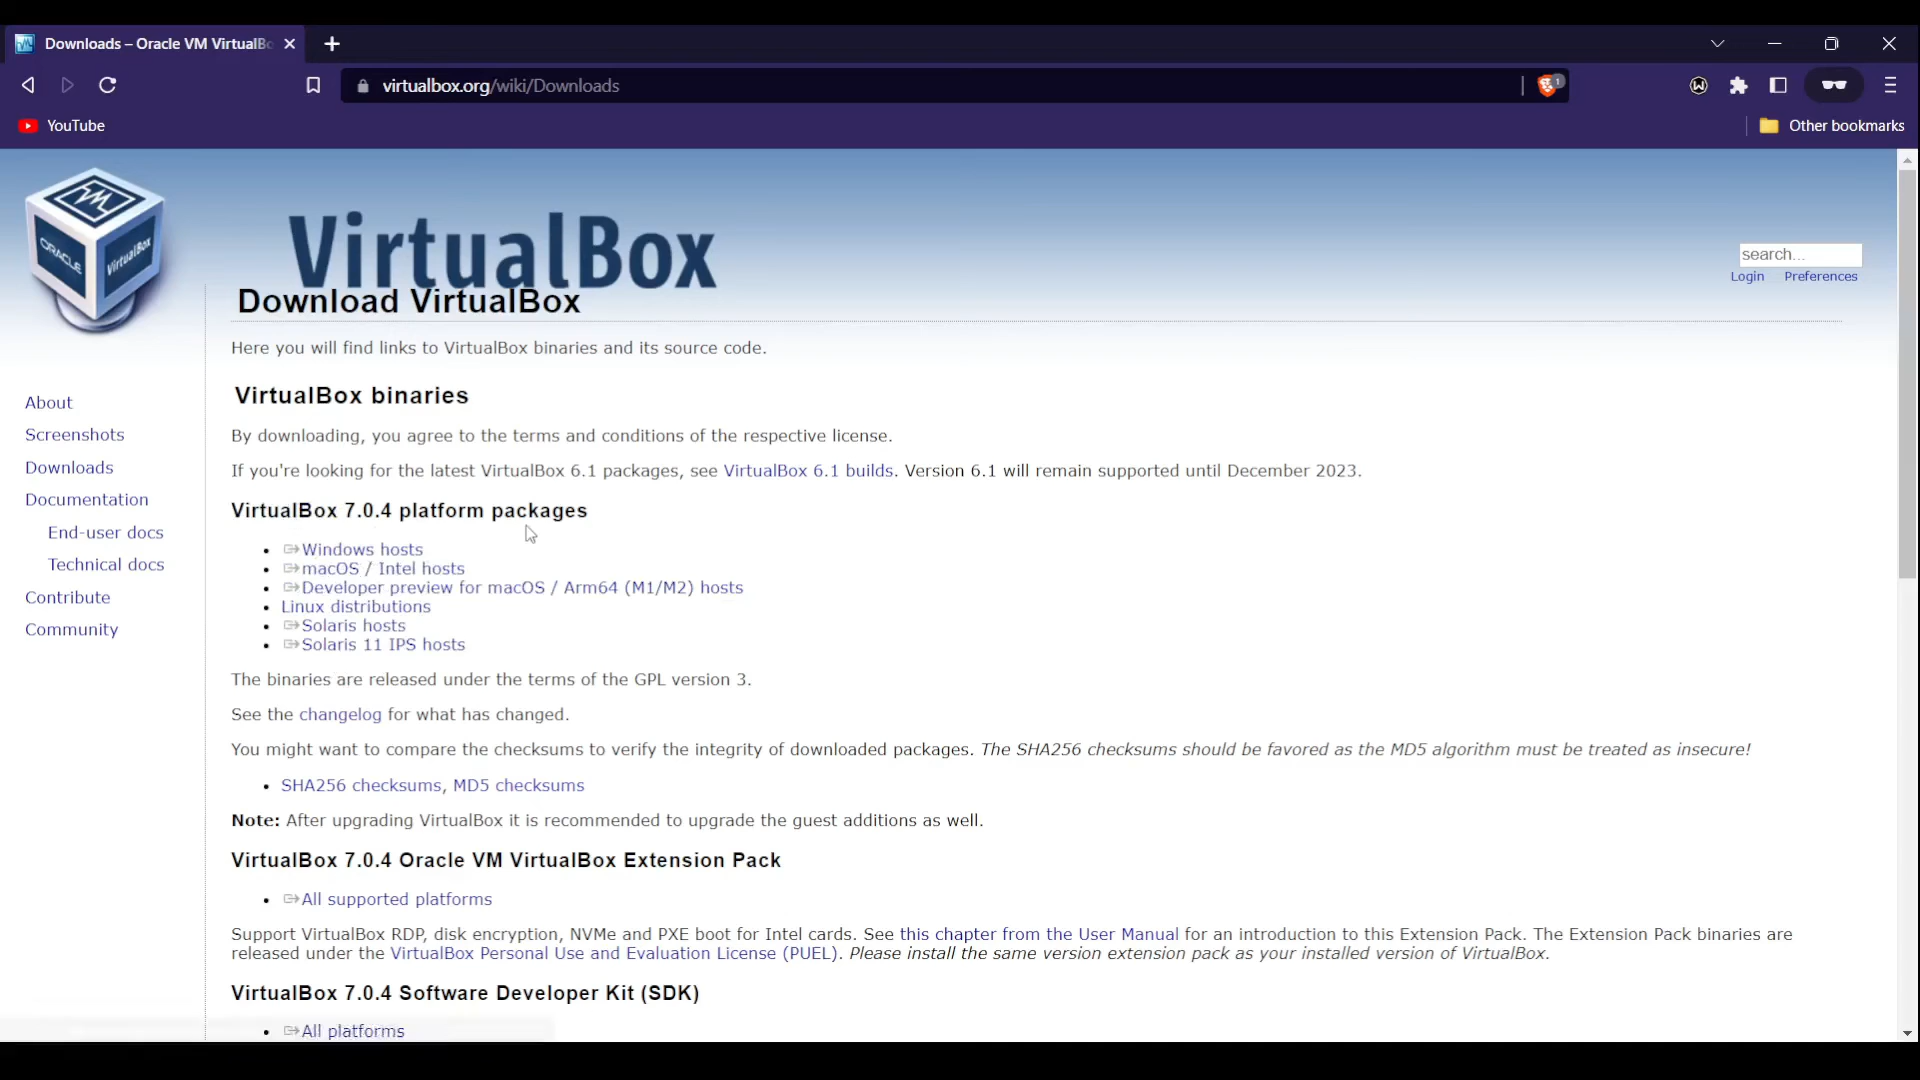 Downloads – Oracle VM VirtualBo
virtualbox.org/wiki/Downloads
1
YouTube
Other bookmarks
ORACLE
VirtualBox
VirtualBox
search...
Login Preferences
About
Screenshots
Downloads
Documentation
End-user docs
Technical docs
Contribute
Community
Download VirtualBox
Here you will find links to VirtualBox binaries and its source code.
VirtualBox binaries
By downloading, you agree to the terms and conditions of the respective license.
If you're looking for the latest VirtualBox 6.1 packages, see VirtualBox 6.1 builds. Version 6.1 will remain supported until December 2023.
VirtualBox 7.0.4 platform packages
• Windows hosts
• macOS / Intel hosts
• Developer preview for macOS / Arm64 (M1/M2) hosts
• Linux distributions
• Solaris hosts
• Solaris 11 IPS hosts
The binaries are released under the terms of the GPL version 3.
See the changelog for what has changed.
You might want to compare the checksums to verify the integrity of downloaded packages. The SHA256 checksums should be favored as the MD5 algorithm must be treated as insecure!
• SHA256 checksums, MD5 checksums
Note: After upgrading VirtualBox it is recommended to upgrade the guest additions as well.
VirtualBox 7.0.4 Oracle VM VirtualBox Extension Pack
• All supported platforms
Support VirtualBox RDP, disk encryption, NVMe and PXE boot for Intel cards. See this chapter from the User Manual for an introduction to this Extension Pack. The Extension Pack binaries are
released under the VirtualBox Personal Use and Evaluation License (PUEL). Please install the same version extension pack as your installed version of VirtualBox.
VirtualBox 7.0.4 Software Developer Kit (SDK)
• All platforms